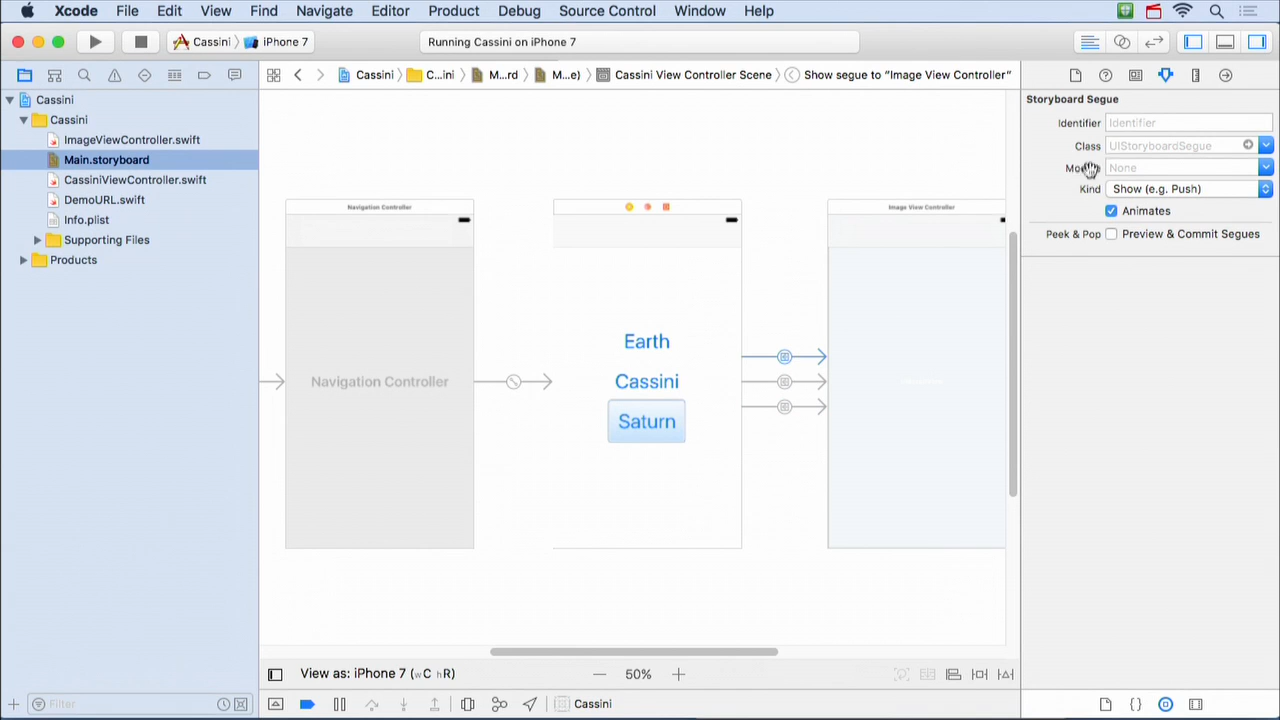 Xcode File Edit View Find Navigate Editor Product Debug Source Control Window Help
Cassini iPhone 7
Running Cassini on iPhone 7
Cassini C...ini M...rd M...e) Cassini View Controller Scene Show segue to “Image View Controller”
Cassini
Cassini
ImageViewController.swift
Main.storyboard
CassiniViewController.swift
DemoURL.swift
Info.plist
Supporting Files
Products
Filter
Navigation Controller
Navigation Controller
Earth
Cassini
Saturn
Image View Controller
View as: iPhone 7 (wC hR)
50%
Cassini
Storyboard Segue
Identifier Identifier
Class UIStoryboardSegue
None
Kind Show (e.g. Push)
Animates
Peek & Pop Preview & Commit Segues